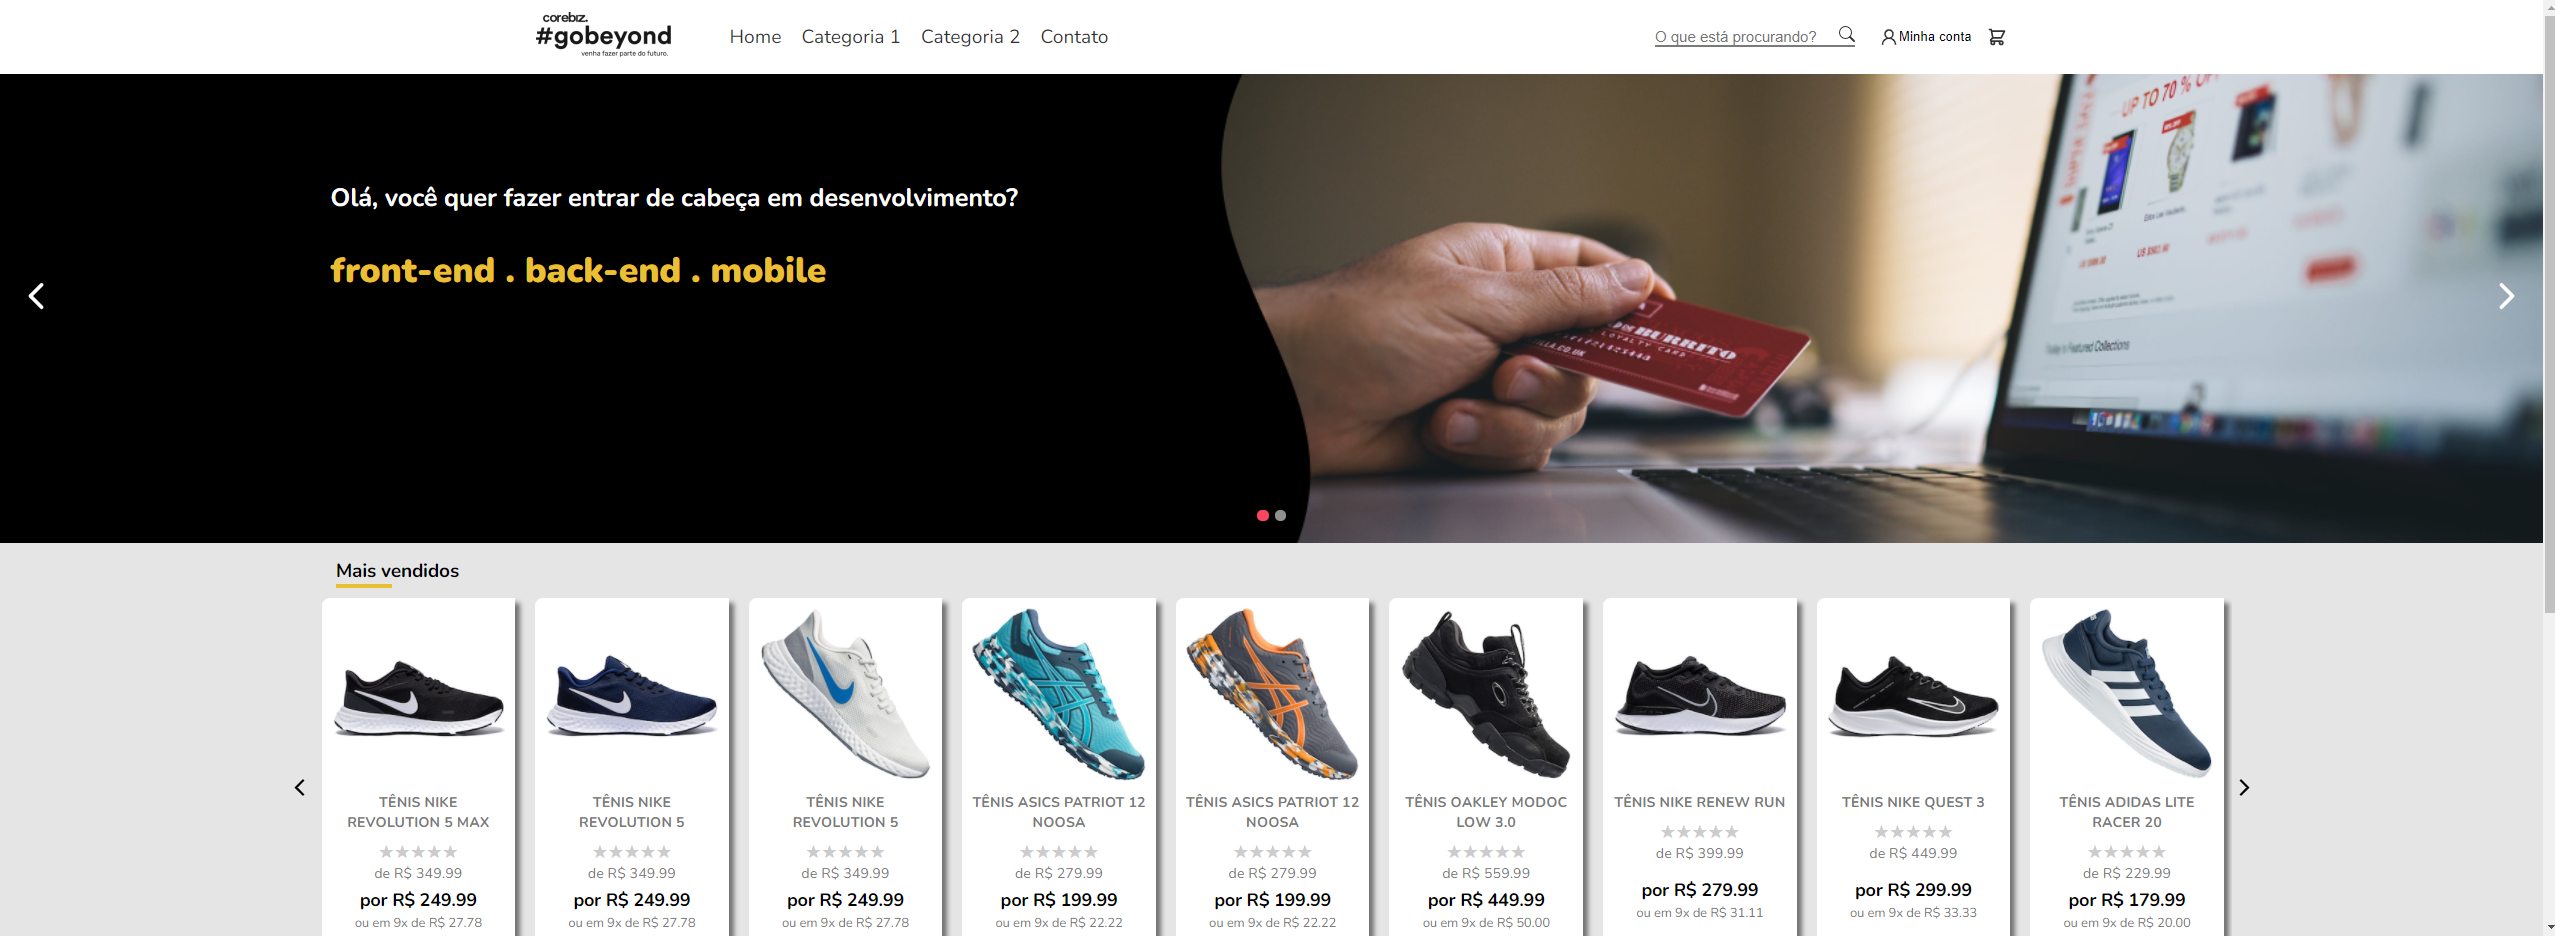 corebiz.
#gobeyond
venha fazer parte do futuro.
Home Categoria 1 Categoria 2 Contato
O que está procurando?
Minha conta
Olá, você quer fazer entrar de cabeça em desenvolvimento?
front-end . back-end . mobile
UP TO 70 % OF
BURRITO
LOYALTY CARD
Featured Collections
Mais vendidos
TÊNIS NIKE
REVOLUTION 5 MAX
★★★★★
de R$ 349.99
por R$ 249.99
ou em 9x de R$ 27.78
TÊNIS NIKE
REVOLUTION 5
★★★★★
de R$ 349.99
por R$ 249.99
ou em 9x de R$ 27.78
TÊNIS NIKE
REVOLUTION 5
★★★★★
de R$ 349.99
por R$ 249.99
ou em 9x de R$ 27.78
TÊNIS ASICS PATRIOT 12
NOOSA
★★★★★
de R$ 279.99
por R$ 199.99
ou em 9x de R$ 22.22
TÊNIS ASICS PATRIOT 12
NOOSA
★★★★★
de R$ 279.99
por R$ 199.99
ou em 9x de R$ 22.22
TÊNIS OAKLEY MODOC
LOW 3.0
★★★★★
de R$ 559.99
por R$ 449.99
ou em 9x de R$ 50.00
TÊNIS NIKE RENEW RUN
★★★★★
de R$ 399.99
por R$ 279.99
ou em 9x de R$ 31.11
TÊNIS NIKE QUEST 3
★★★★★
de R$ 449.99
por R$ 299.99
ou em 9x de R$ 33.33
TÊNIS ADIDAS LITE
RACER 20
★★★★★
de R$ 229.99
por R$ 179.99
ou em 9x de R$ 20.00